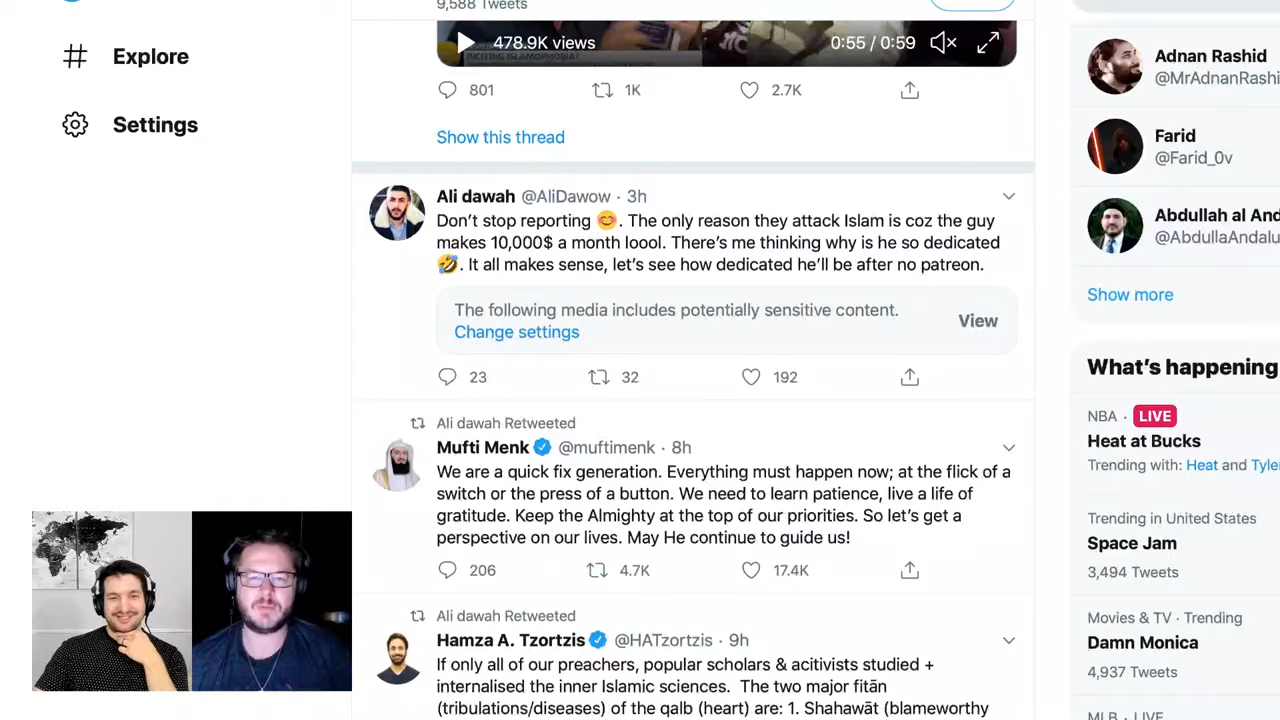 9,588 Tweets
Explore
Settings
478.9K views
0:55 / 0:59
INCITING ISLAMOPHOBIA?
801
1K
2.7K
Show this thread
Ali dawah @AliDawow · 3h
Don't stop reporting 😊. The only reason they attack Islam is coz the guy
makes 10,000$ a month loool. There's me thinking why is he so dedicated
🤣. It all makes sense, let's see how dedicated he'll be after no patreon.
The following media includes potentially sensitive content.
Change settings
View
23
32
192
Ali dawah Retweeted
Mufti Menk @muftimenk · 8h
We are a quick fix generation. Everything must happen now; at the flick of a
switch or the press of a button. We need to learn patience, live a life of
gratitude. Keep the Almighty at the top of our priorities. So let's get a
perspective on our lives. May He continue to guide us!
206
4.7K
17.4K
Ali dawah Retweeted
Hamza A. Tzortzis @HATzortzis · 9h
If only all of our preachers, popular scholars & acitivists studied +
internalised the inner Islamic sciences. The two major fitān
(tribulations/diseases) of the qalb (heart) are: 1. Shahawāt (blameworthy
Adnan Rashid
@MrAdnanRashi
Farid
@Farid_0v
Abdullah al And
@AbdullaAndalu
Show more
What's happening
NBA · LIVE
Heat at Bucks
Trending with: Heat and Tyler
Trending in United States
Space Jam
3,494 Tweets
Movies & TV · Trending
Damn Monica
4,937 Tweets
MLB · LIVE